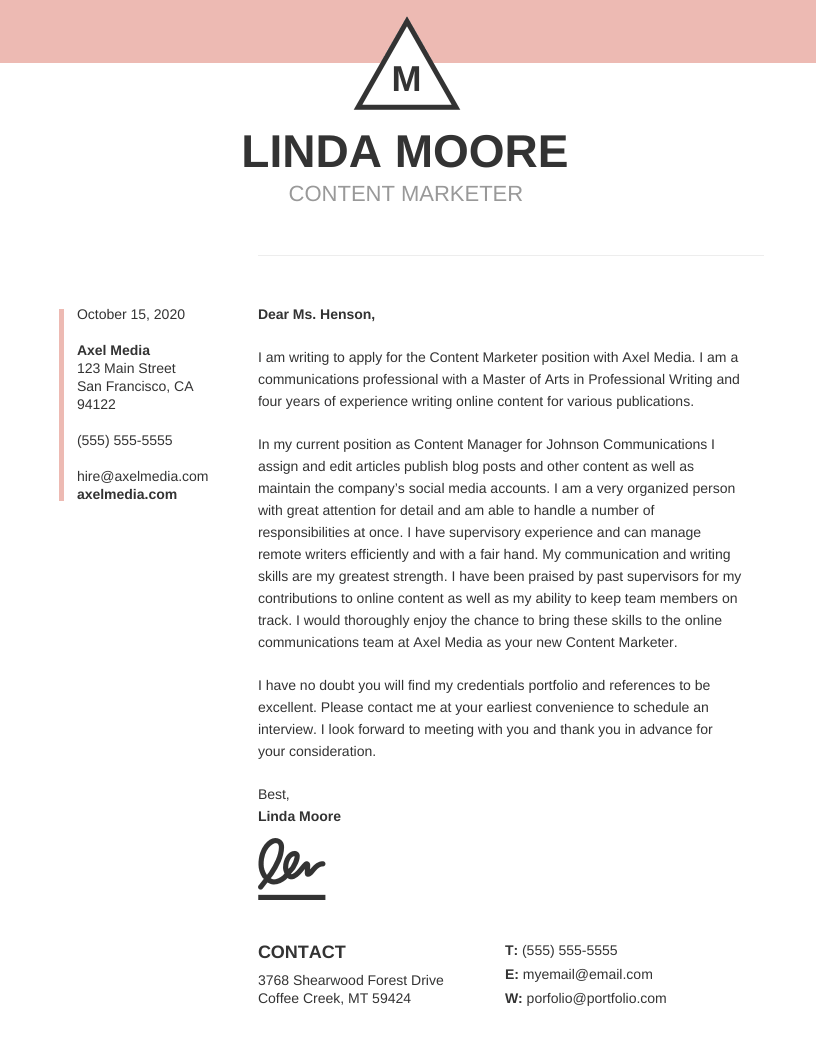 M
LINDA MOORE
CONTENT MARKETER
October 15, 2020
Axel Media
123 Main Street
San Francisco, CA
94122
(555) 555-5555
hire@axelmedia.com
axelmedia.com
Dear Ms. Henson,
I am writing to apply for the Content Marketer position with Axel Media. I am a
communications professional with a Master of Arts in Professional Writing and
four years of experience writing online content for various publications.
In my current position as Content Manager for Johnson Communications I
assign and edit articles publish blog posts and other content as well as
maintain the company’s social media accounts. I am a very organized person
with great attention for detail and am able to handle a number of
responsibilities at once. I have supervisory experience and can manage
remote writers efficiently and with a fair hand. My communication and writing
skills are my greatest strength. I have been praised by past supervisors for my
contributions to online content as well as my ability to keep team members on
track. I would thoroughly enjoy the chance to bring these skills to the online
communications team at Axel Media as your new Content Marketer.
I have no doubt you will find my credentials portfolio and references to be
excellent. Please contact me at your earliest convenience to schedule an
interview. I look forward to meeting with you and thank you in advance for
your consideration.
Best,
Linda Moore
CONTACT
3768 Shearwood Forest Drive
Coffee Creek, MT 59424
T: (555) 555-5555
E: myemail@email.com
W: porfolio@portfolio.com